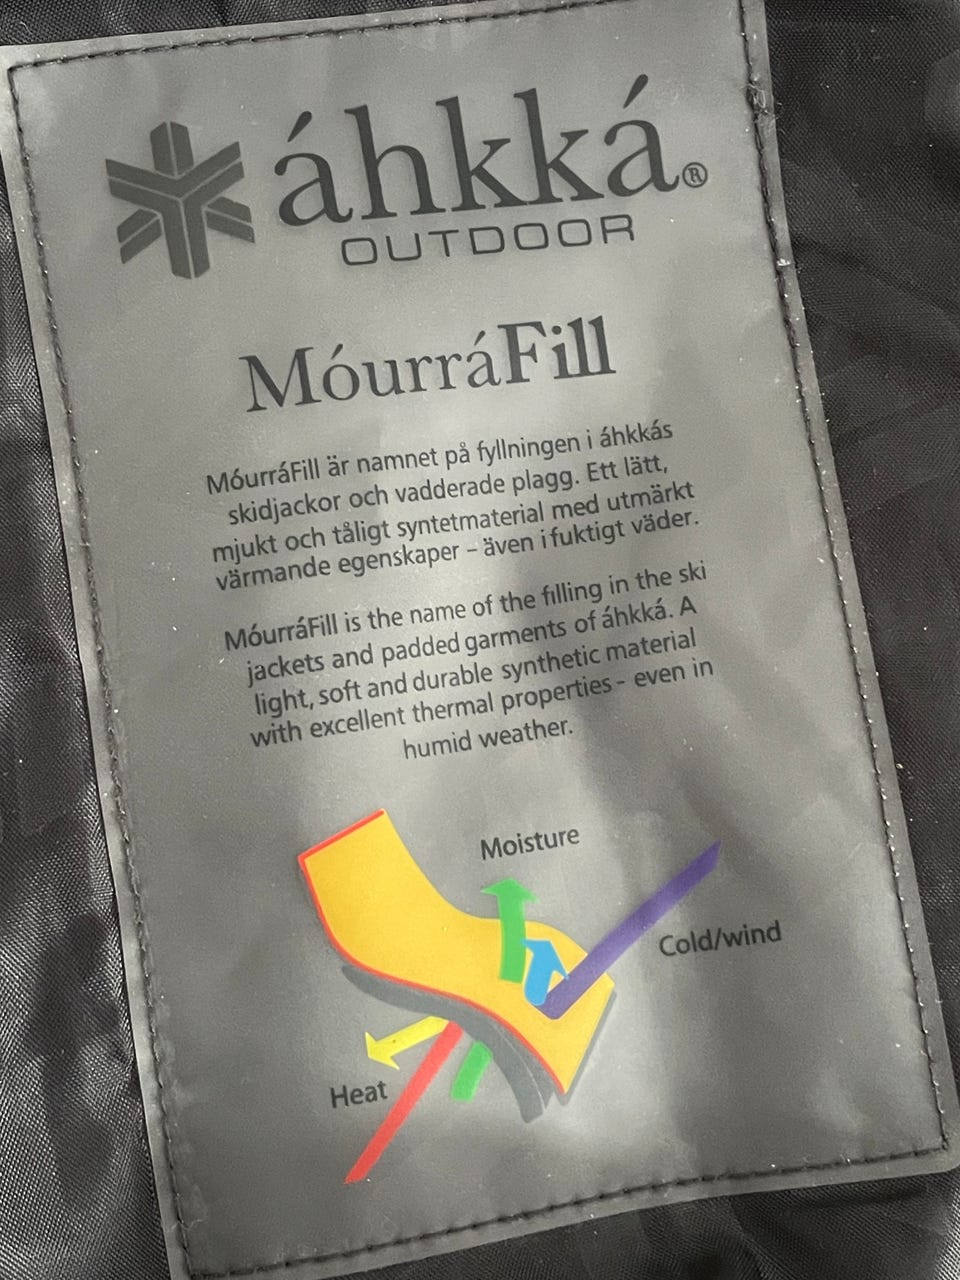 áhkká®
OUTDOOR
MóurráFill
MóurráFill är namnet på fyllningen i áhkkás
skidjackor och vadderade plagg. Ett lätt,
mjukt och tåligt syntetmaterial med utmärkt
värmande egenskaper – även i fuktigt väder.
MóurráFill is the name of the filling in the ski
jackets and padded garments of áhkká. A
light, soft and durable synthetic material
with excellent thermal properties - even in
humid weather.
Moisture
Cold/wind
Heat